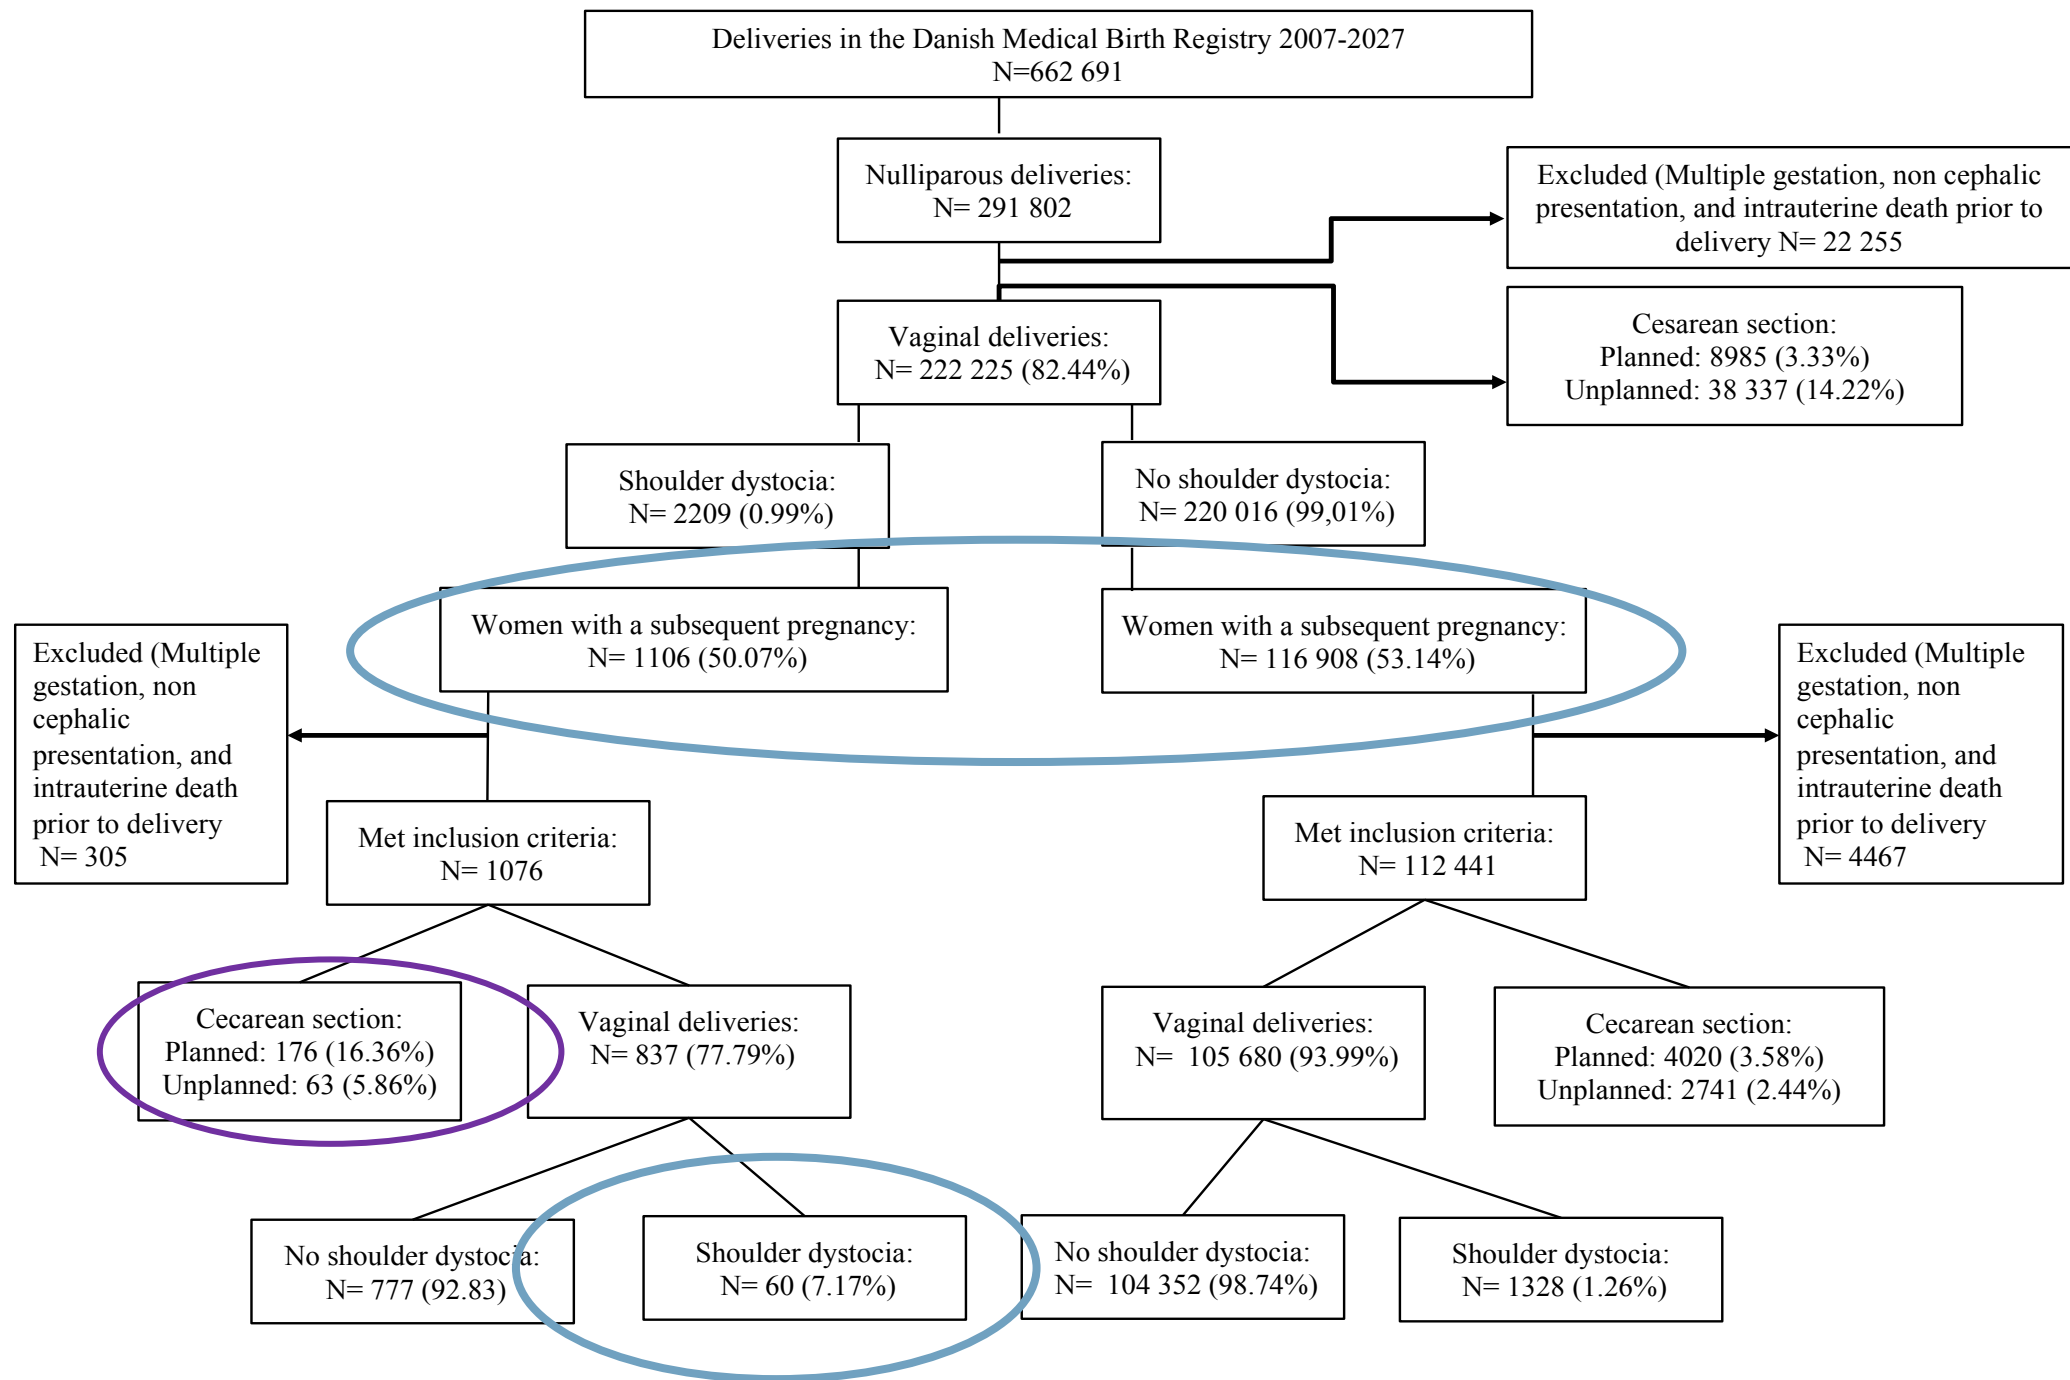 Deliveries in the Danish Medical Birth Registry 2007-2027
N=662 691
Nulliparous deliveries:
N= 291 802
Excluded (Multiple gestation, non cephalic
presentation, and intrauterine death prior to
delivery N= 22 255
Vaginal deliveries:
N= 222 225 (82.44%)
Cesarean section:
Planned: 8985 (3.33%)
Unplanned: 38 337 (14.22%)
Shoulder dystocia:
N= 2209 (0.99%)
No shoulder dystocia:
N= 220 016 (99,01%)
Women with a subsequent pregnancy:
N= 1106 (50.07%)
Women with a subsequent pregnancy:
N= 116 908 (53.14%)
Excluded (Multiple
gestation, non
cephalic
presentation, and
intrauterine death
prior to delivery
N= 305
Excluded (Multiple
gestation, non
cephalic
presentation, and
intrauterine death
prior to delivery
N= 4467
Met inclusion criteria:
N= 1076
Met inclusion criteria:
N= 112 441
Cecarean section:
Planned: 176 (16.36%)
Unplanned: 63 (5.86%)
Vaginal deliveries:
N= 837 (77.79%)
Vaginal deliveries:
N= 105 680 (93.99%)
Cecarean section:
Planned: 4020 (3.58%)
Unplanned: 2741 (2.44%)
No shoulder dystocia:
N= 777 (92.83)
Shoulder dystocia:
N= 60 (7.17%)
No shoulder dystocia:
N= 104 352 (98.74%)
Shoulder dystocia:
N= 1328 (1.26%)